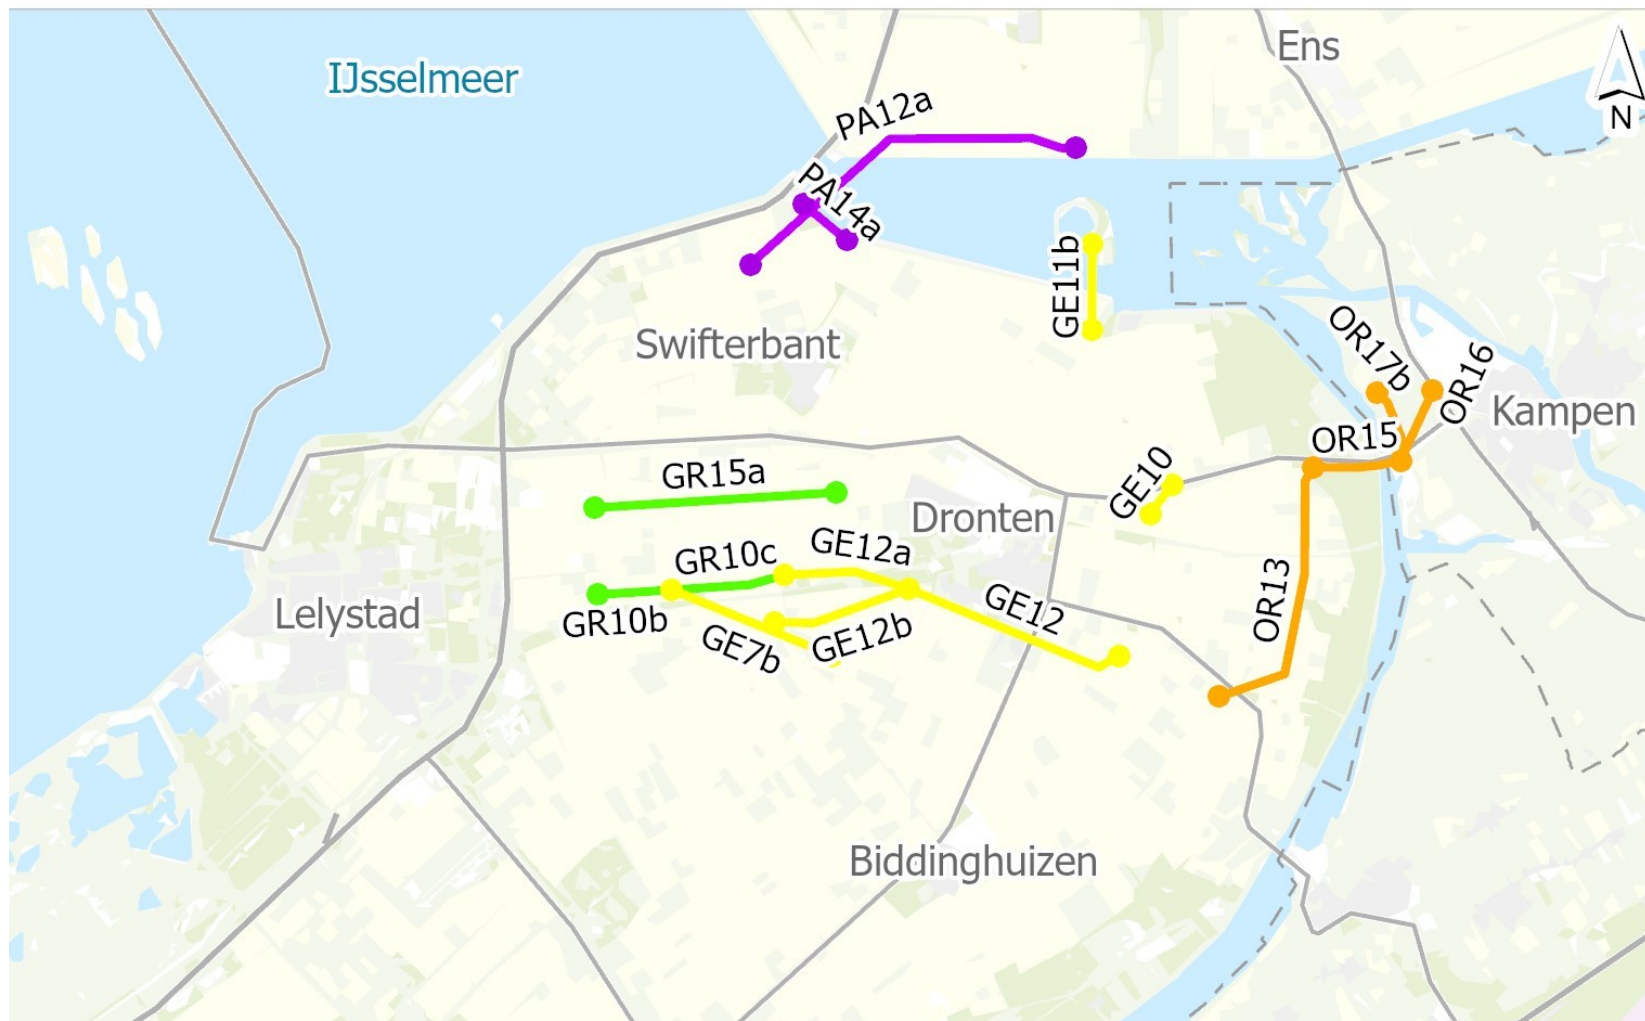 Ens
IJsselmeer
N
PA12a
PA14a
GE11b
Swifterbant
OR17b
OR16
Kampen
OR15
GR15a
GE10
Dronten
GE12a
GR10c
Lelystad
GR10b
GE7b
GE12b
GE12
OR13
Biddinghuizen